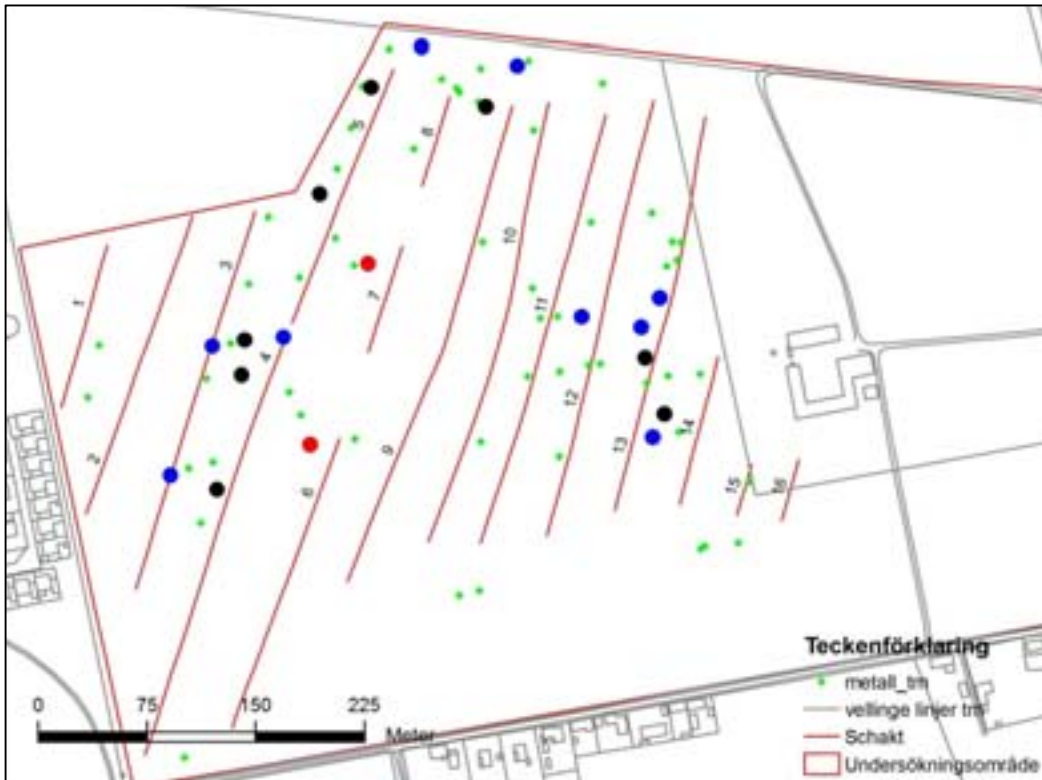 5
8
10
3
1
7
11
4
12
9
2
13
14
6
15
16
Teckenförklaring
metall_tm
vellinge linjer tm
Schakt
Undersökningsområde
0 75 150 225
Meter